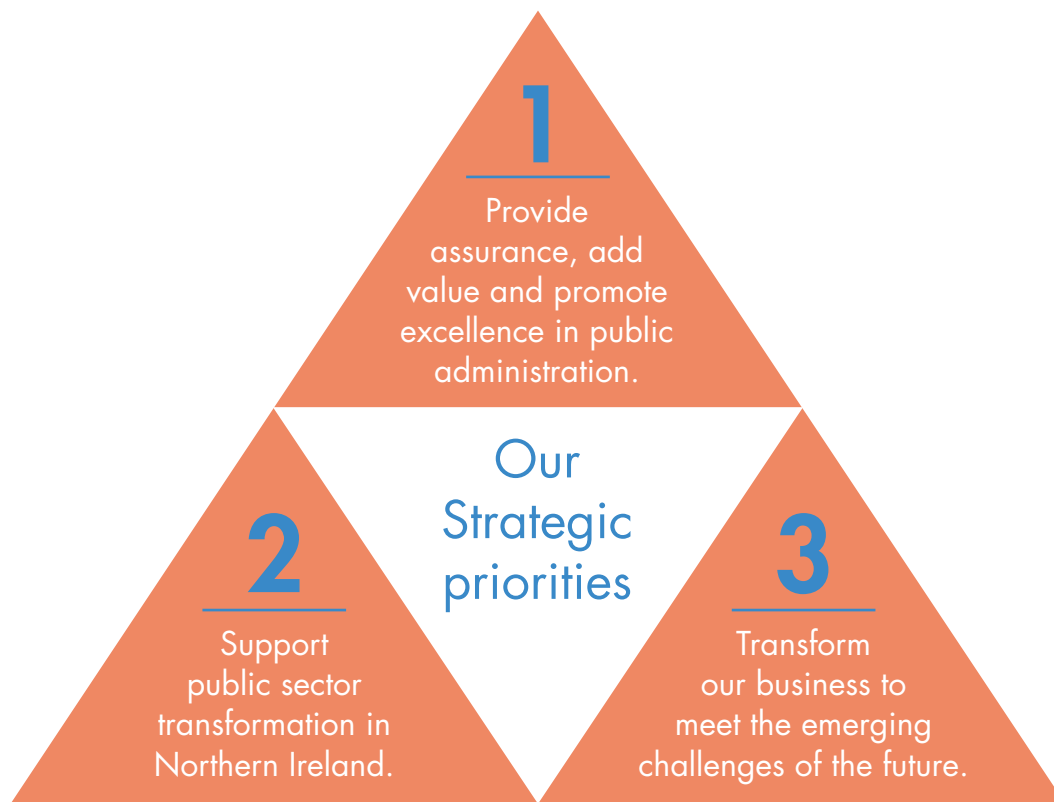 1
Provide
assurance, add
value and promote
excellence in public
administration.
Our
Strategic
priorities
2
Support
public sector
transformation in
Northern Ireland.
3
Transform
our business to
meet the emerging
challenges of the future.